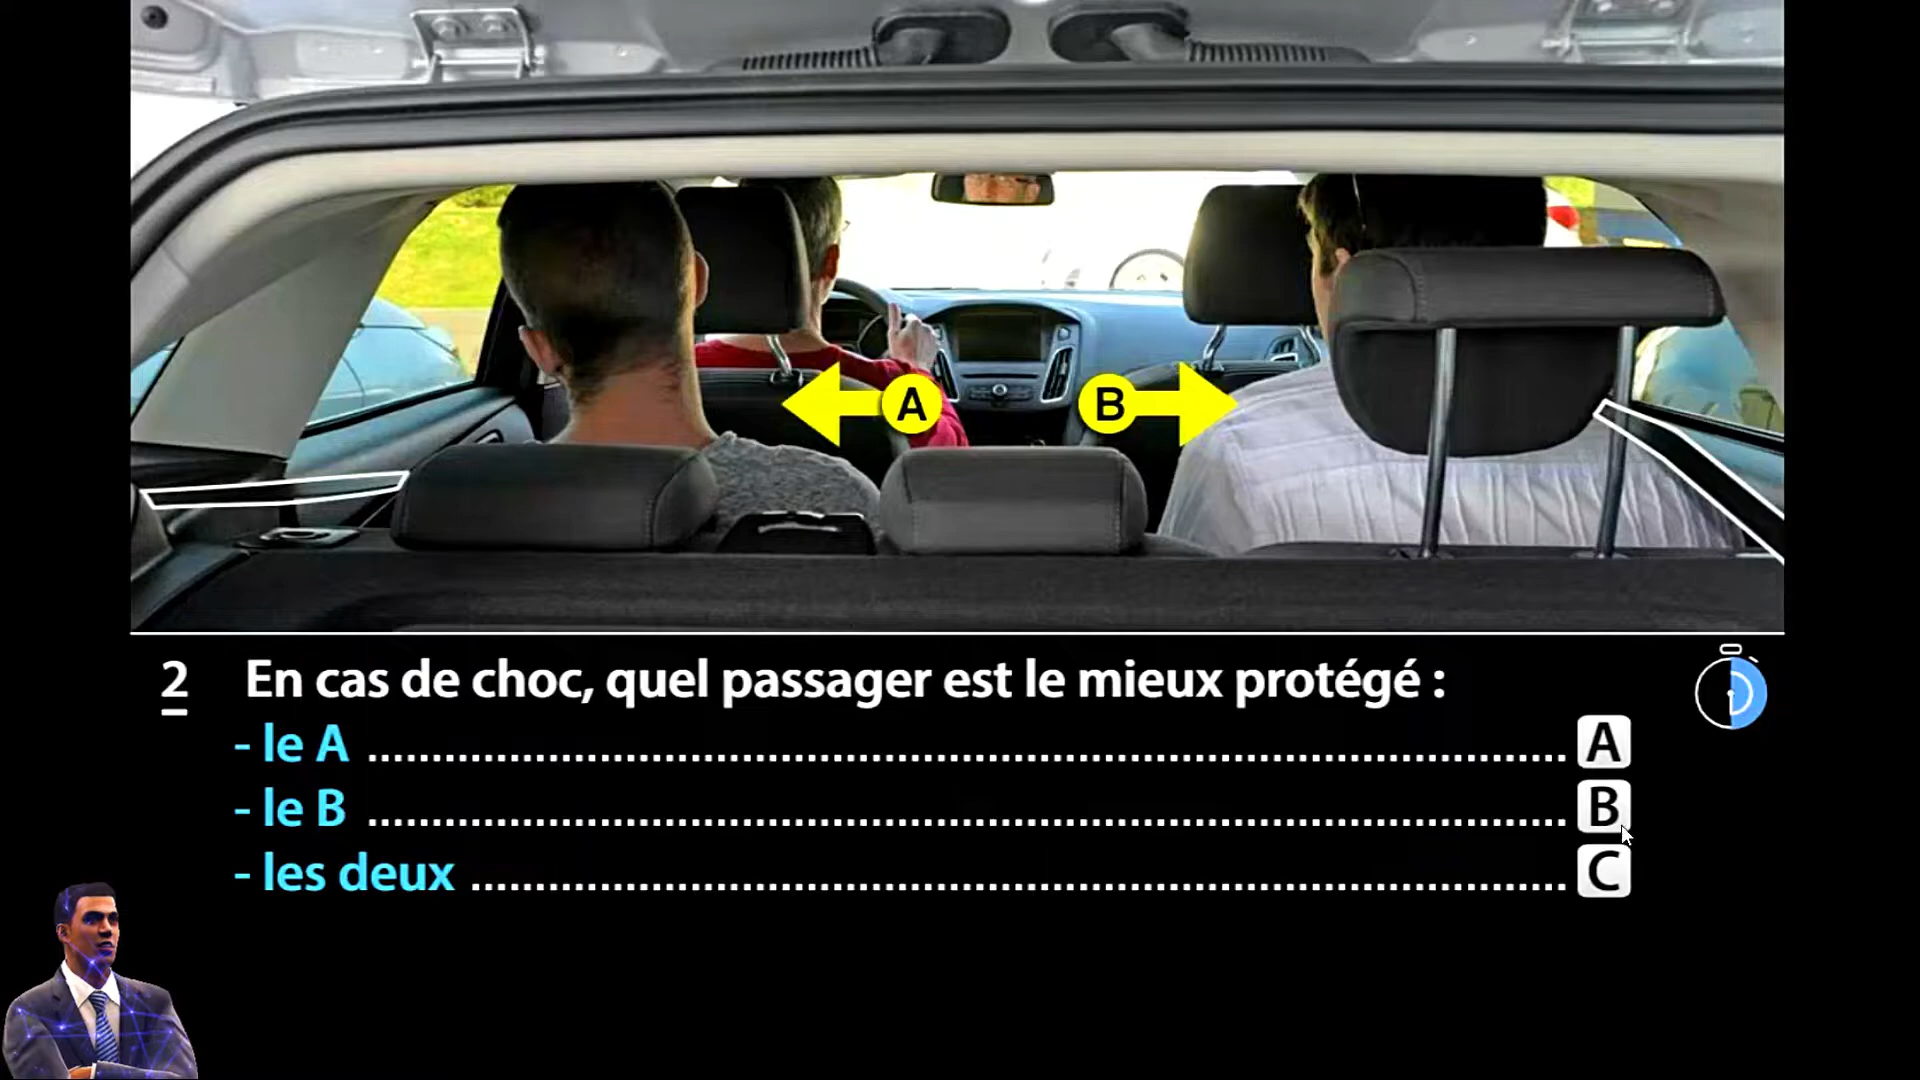 A B
2 En cas de choc, quel passager est le mieux protégé :
- le A ........................................................................................ A
- le B ........................................................................................ B
- les deux ................................................................................ C